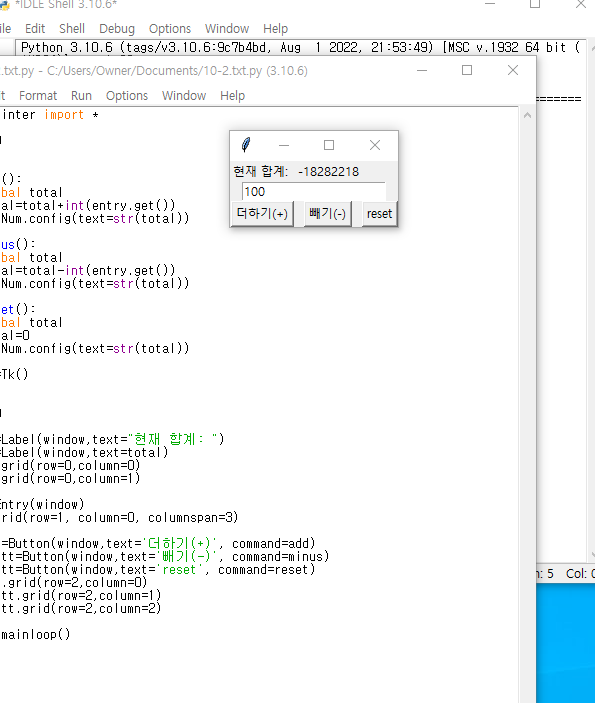 *IDLE Shell 3.10.6*
ile Edit Shell Debug Options Window Help
Python 3.10.6 (tags/v3.10.6:9c7b4bd, Aug 1 2022, 21:53:49) [MSC v.1932 64 bit (
.txt.py - C:/Users/Owner/Documents/10-2.txt.py (3.10.6)
it Format Run Options Window Help
inter import *
========
현재 합계: -18282218
100
더하기(+) 빼기(-) reset
():
bal total
al=total+int(entry.get())
Num.config(text=str(total))
us():
bal total
al=total-int(entry.get())
Num.config(text=str(total))
et():
bal total
al=0
Num.config(text=str(total))
=Tk()
=Label(window,text="현재 합계: ")
=Label(window,text=total)
grid(row=0,column=0)
grid(row=0,column=1)
Entry(window)
rid(row=1, column=0, columnspan=3)
t=Button(window,text='더하기(+)', command=add)
tt=Button(window,text='빼기(-)', command=minus)
tt=Button(window,text='reset', command=reset)
t.grid(row=2,column=0)
tt.grid(row=2,column=1)
tt.grid(row=2,column=2)
mainloop()
n: 5 Col: 0